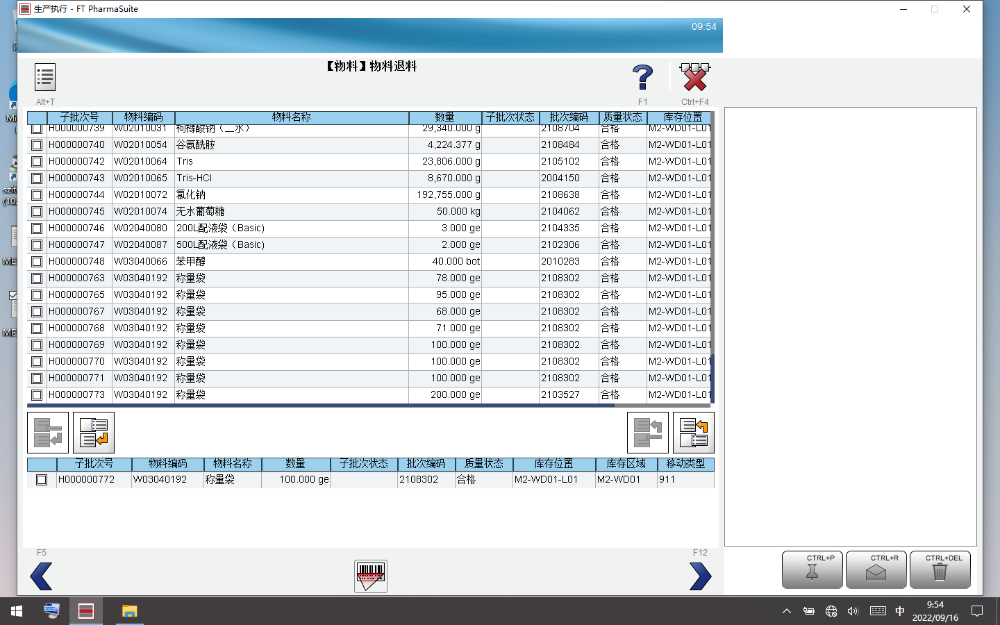 生产执行 - FT PharmaSuite
09:54
【物料】物料退料
Alt+T
F1
Ctrl+F4
子批次号 物料编码 物料名称 数量 子批次状态 批次编码 质量状态 库存位置
H000000739 W02010031 枸橼酸钠（二水） 29,340.000 g 2108704 合格 M2-WD01-L01
H000000740 W02010054 谷氨酰胺 4,224.377 g 2108484 合格 M2-WD01-L01
H000000742 W02010064 Tris 23,806.000 g 2105102 合格 M2-WD01-L01
H000000743 W02010065 Tris-HCl 8,670.000 g 2004150 合格 M2-WD01-L01
H000000744 W02010072 氯化钠 192,755.000 g 2108638 合格 M2-WD01-L01
H000000745 W02010074 无水葡萄糖 50.000 kg 2104062 合格 M2-WD01-L01
H000000746 W02040080 200L配液袋（Basic) 3.000 ge 2104335 合格 M2-WD01-L01
H000000747 W02040087 500L配液袋（Basic) 2.000 ge 2102306 合格 M2-WD01-L01
H000000748 W03040066 苯甲醇 40.000 bot 2010283 合格 M2-WD01-L01
H000000763 W03040192 称量袋 78.000 ge 2108302 合格 M2-WD01-L01
H000000765 W03040192 称量袋 95.000 ge 2108302 合格 M2-WD01-L01
H000000767 W03040192 称量袋 68.000 ge 2108302 合格 M2-WD01-L01
H000000768 W03040192 称量袋 71.000 ge 2108302 合格 M2-WD01-L01
H000000769 W03040192 称量袋 100.000 ge 2108302 合格 M2-WD01-L01
H000000770 W03040192 称量袋 100.000 ge 2108302 合格 M2-WD01-L01
H000000771 W03040192 称量袋 100.000 ge 2108302 合格 M2-WD01-L01
H000000773 W03040192 称量袋 200.000 ge 2103527 合格 M2-WD01-L01
子批次号 物料编码 物料名称 数量 子批次状态 批次编码 质量状态 库存位置 库存区域 移动类型
H000000772 W03040192 称量袋 100.000 ge 2108302 合格 M2-WD01-L01 M2-WD01 911
F5
F12
CTRL+P
CTRL+R
CTRL+DEL
中
9:54
2022/09/16